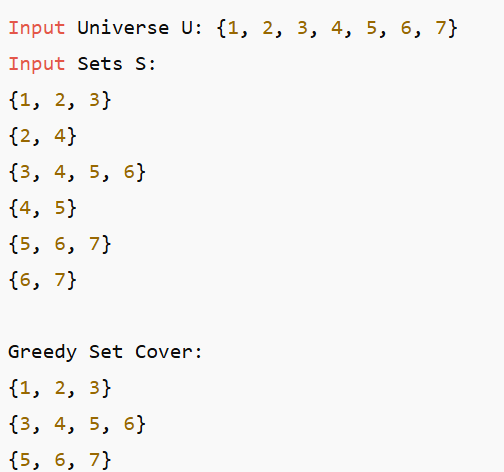 Input Universe U: {1, 2, 3, 4, 5, 6, 7}
Input Sets S:
{1, 2, 3}
{2, 4}
{3, 4, 5, 6}
{4, 5}
{5, 6, 7}
{6, 7}
Greedy Set Cover:
{1, 2, 3}
{3, 4, 5, 6}
{5, 6, 7}